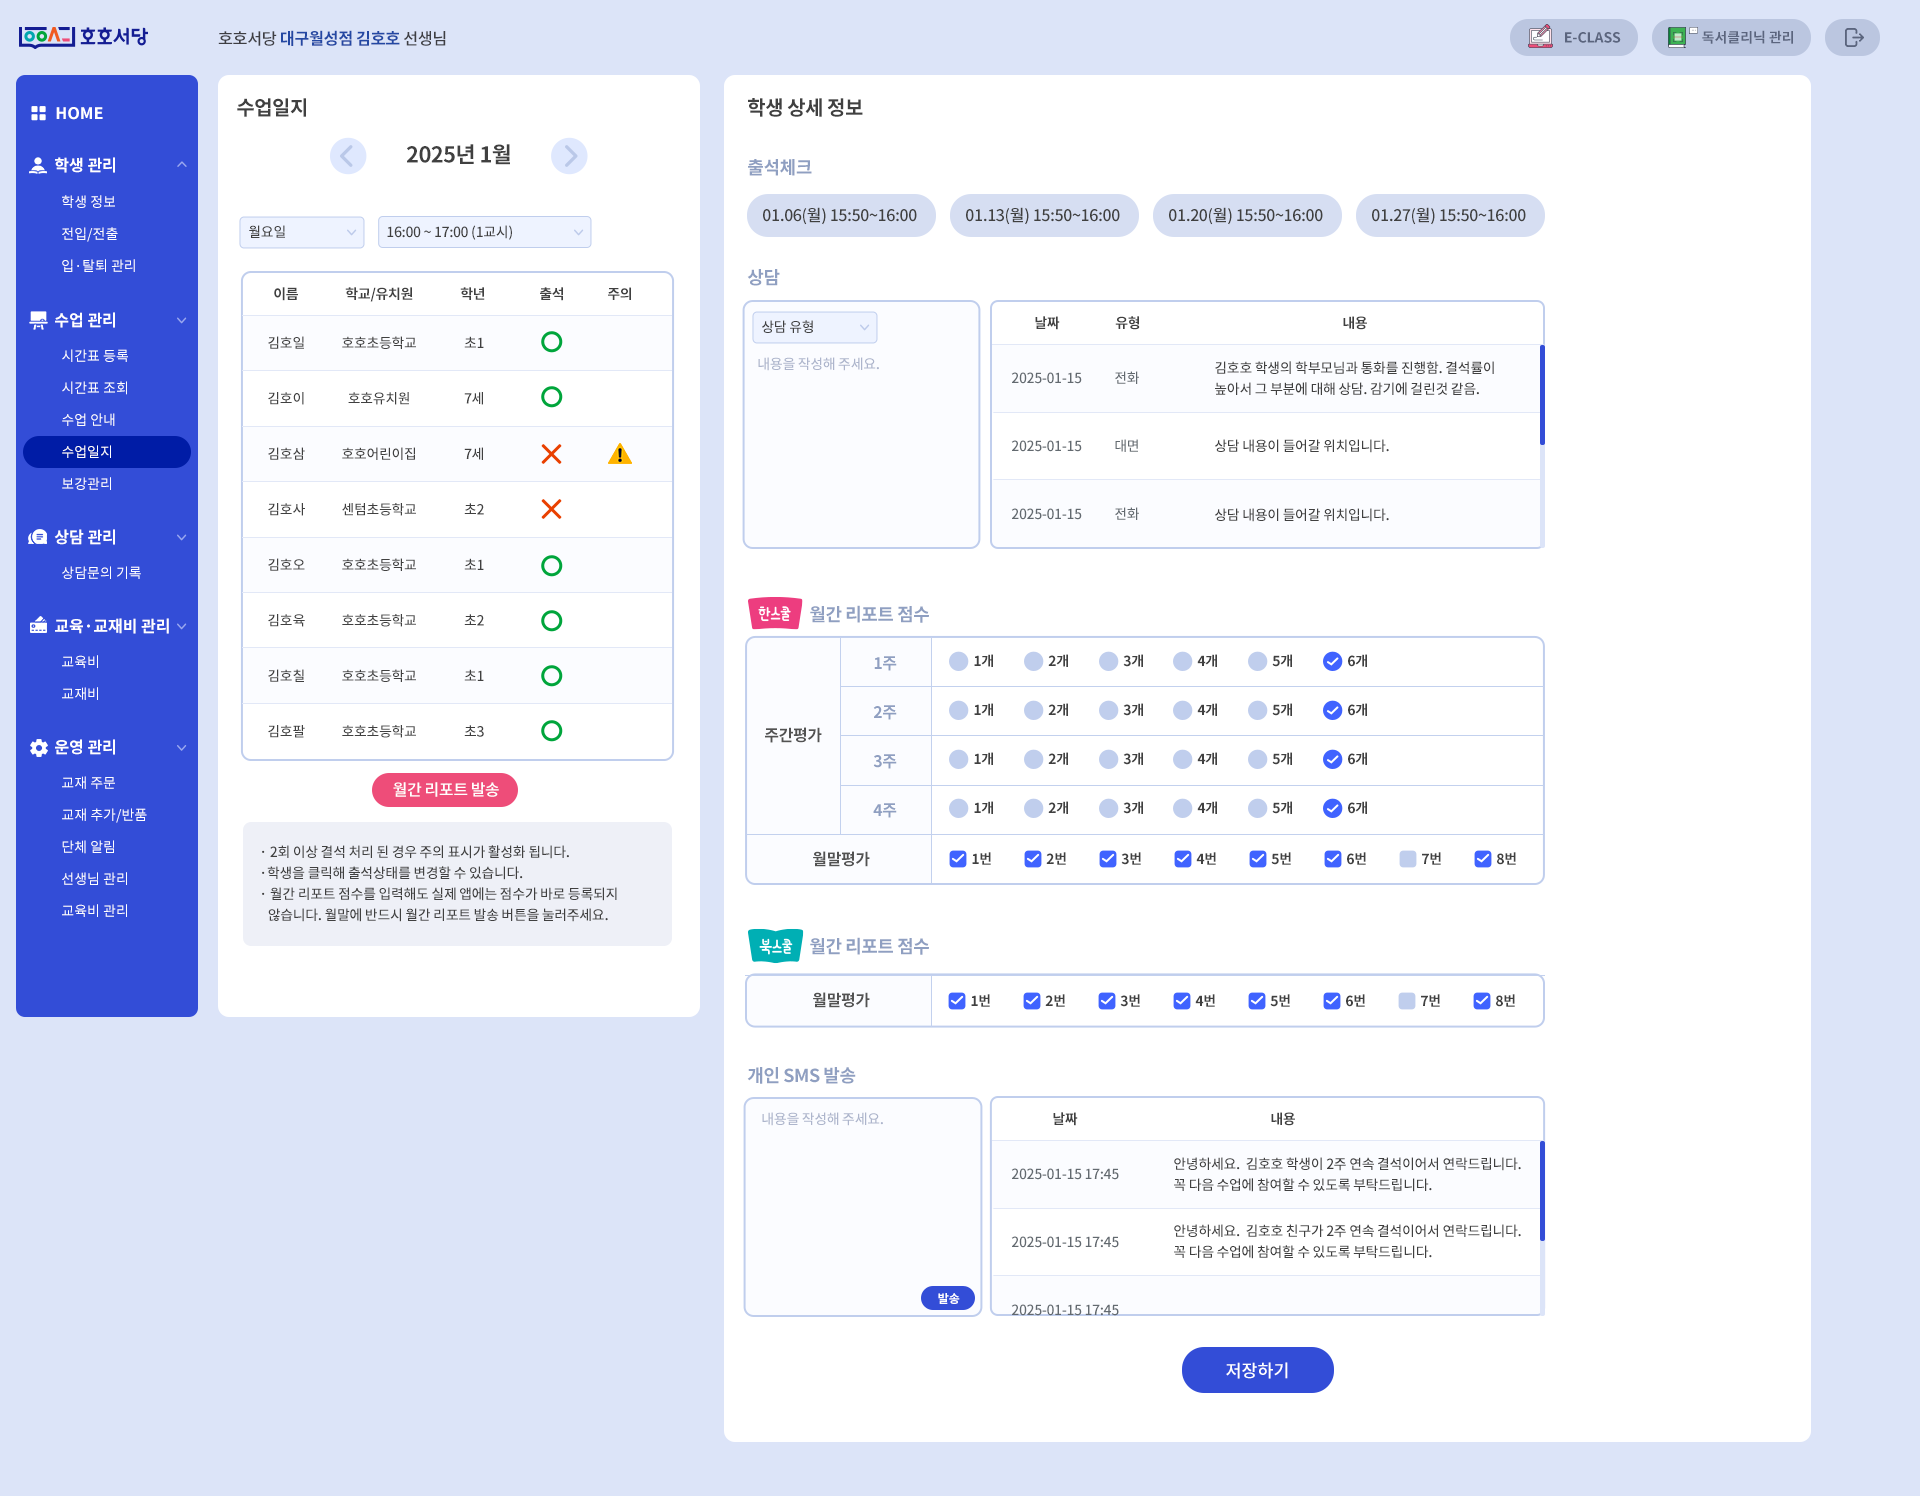 호호서당
호호서당 대구월성점 김호호 선생님
E-CLASS
독서클리닉 관리
HOME
학생 관리
학생 정보
전입/전출
입·탈퇴 관리
수업 관리
시간표 등록
시간표 조회
수업 안내
수업일지
보강관리
상담 관리
상담문의 기록
교육·교재비 관리
교육비
교재비
운영 관리
교재 주문
교재 추가/반품
단체 알림
선생님 관리
교육비 관리
수업일지
2025년 1월
월요일
16:00 ~ 17:00 (1교시)
이름 학교/유치원 학년 출석 주의
김호일 호호초등학교 초1
김호이 호호유치원 7세
김호삼 호호어린이집 7세
김호사 센텀초등학교 초2
김호오 호호초등학교 초1
김호육 호호초등학교 초2
김호칠 호호초등학교 초1
김호팔 호호초등학교 초3
월간 리포트 발송
· 2회 이상 결석 처리 된 경우 주의 표시가 활성화 됩니다.
·학생을 클릭해 출석상태를 변경할 수 있습니다.
· 월간 리포트 점수를 입력해도 실제 앱에는 점수가 바로 등록되지
않습니다. 월말에 반드시 월간 리포트 발송 버튼을 눌러주세요.
학생 상세 정보
출석체크
01.06(월) 15:50~16:00
01.13(월) 15:50~16:00
01.20(월) 15:50~16:00
01.27(월) 15:50~16:00
상담
상담 유형
내용을 작성해 주세요.
날짜 유형 내용
2025-01-15 전화
김호호 학생의 학부모님과 통화를 진행함. 결석률이
높아서 그 부분에 대해 상담. 감기에 걸린것 같음.
2025-01-15 대면 상담 내용이 들어갈 위치입니다.
2025-01-15 전화 상담 내용이 들어갈 위치입니다.
한스쿨 월간 리포트 점수
주간평가
1주 1개 2개 3개 4개 5개 6개
2주 1개 2개 3개 4개 5개 6개
3주 1개 2개 3개 4개 5개 6개
4주 1개 2개 3개 4개 5개 6개
월말평가 1번 2번 3번 4번 5번 6번 7번 8번
북스쿨 월간 리포트 점수
월말평가 1번 2번 3번 4번 5번 6번 7번 8번
개인 SMS 발송
내용을 작성해 주세요.
발송
날짜 내용
2025-01-15 17:45
안녕하세요. 김호호 학생이 2주 연속 결석이어서 연락드립니다.
꼭 다음 수업에 참여할 수 있도록 부탁드립니다.
2025-01-15 17:45
안녕하세요. 김호호 친구가 2주 연속 결석이어서 연락드립니다.
꼭 다음 수업에 참여할 수 있도록 부탁드립니다.
2025-01-15 17:45
저장하기